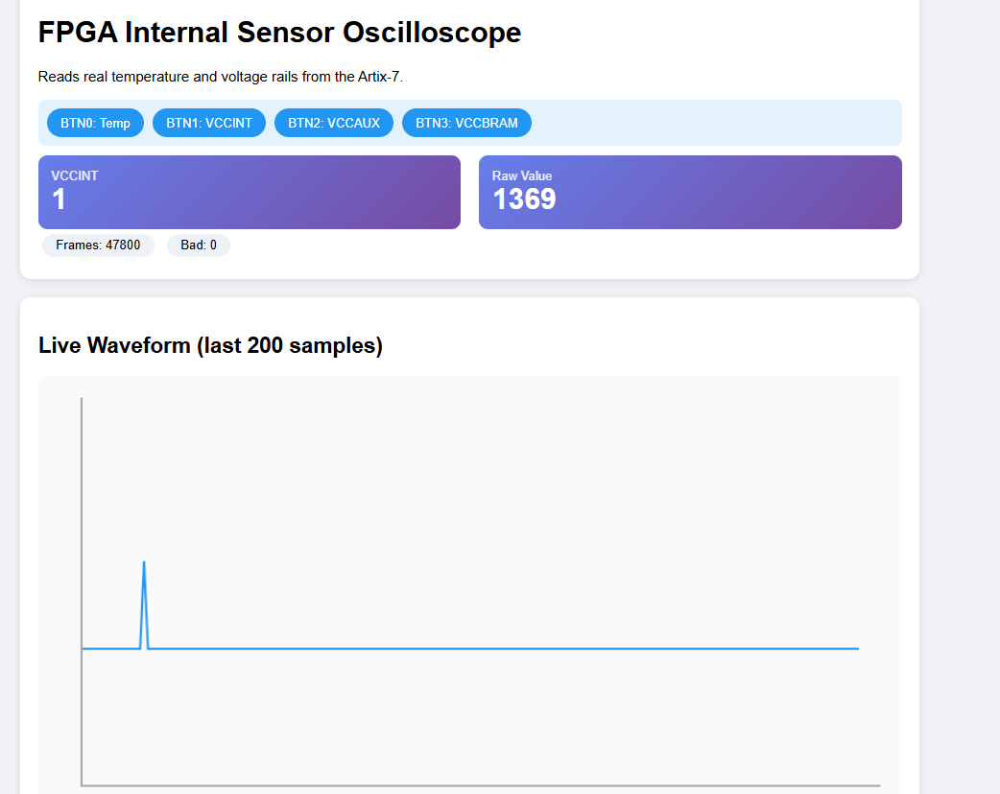 FPGA Internal Sensor Oscilloscope
Reads real temperature and voltage rails from the Artix-7.
BTN0: Temp BTN1: VCCINT BTN2: VCCAUX BTN3: VCCBRAM
VCCINT
1
Raw Value
1369
Frames: 47800 Bad: 0
Live Waveform (last 200 samples)